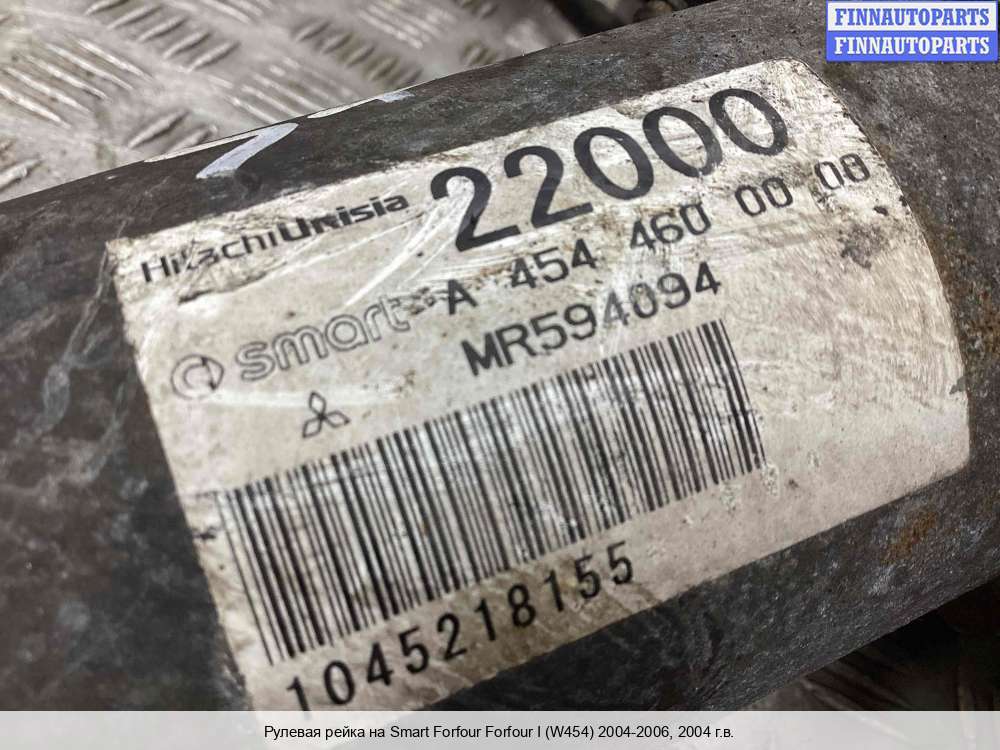 FINNAUTOPARTS
FINNAUTOPARTS
HitachiUnisia 22000
smart A 454 460 00 08
MR594094
1045218155
Рулевая рейка на Smart Forfour Forfour I (W454) 2004-2006, 2004 г.в.